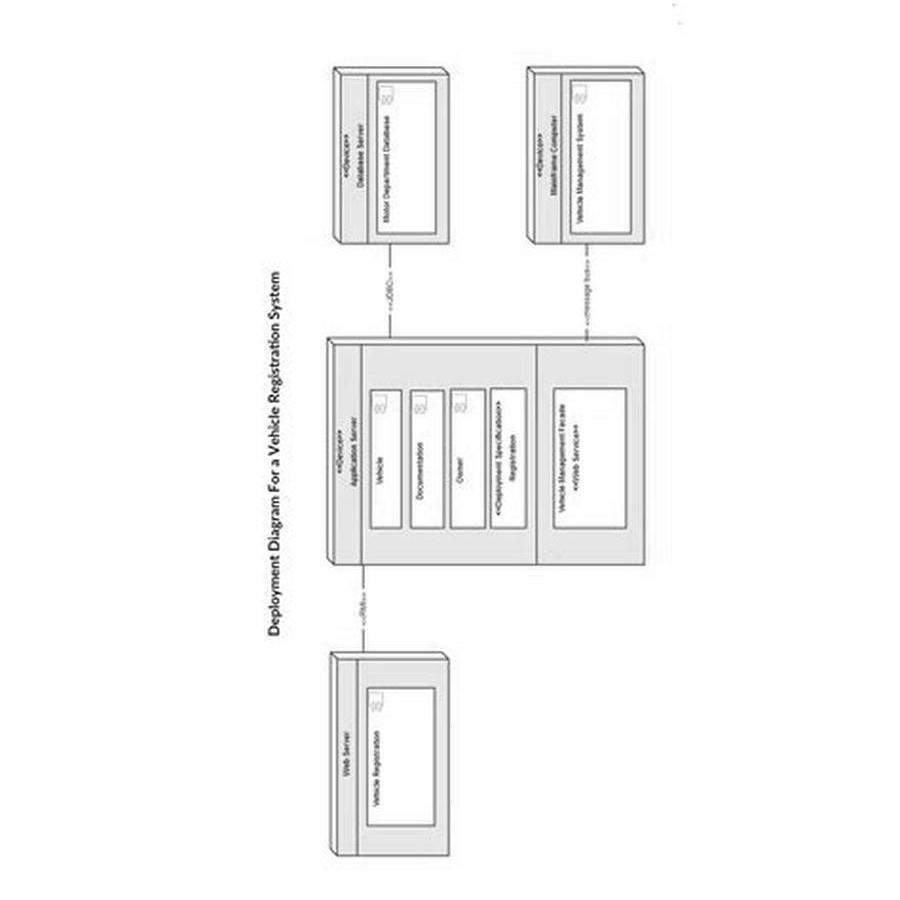 Deployment Diagram For a Vehicle Registration System
Web Server
Vehicle Registration
<<RMI>>
<<Device>>
Application Server
Vehicle
Documentation
Owner
<<Deployment Specification>>
Registration
Vehicle Management Facade
<<Web Service>>
<<JDBC>>
<<message bus>>
<<Device>>
Database Server
Motor Department Database
<<Device>>
Mainframe Computer
Vehicle Management System